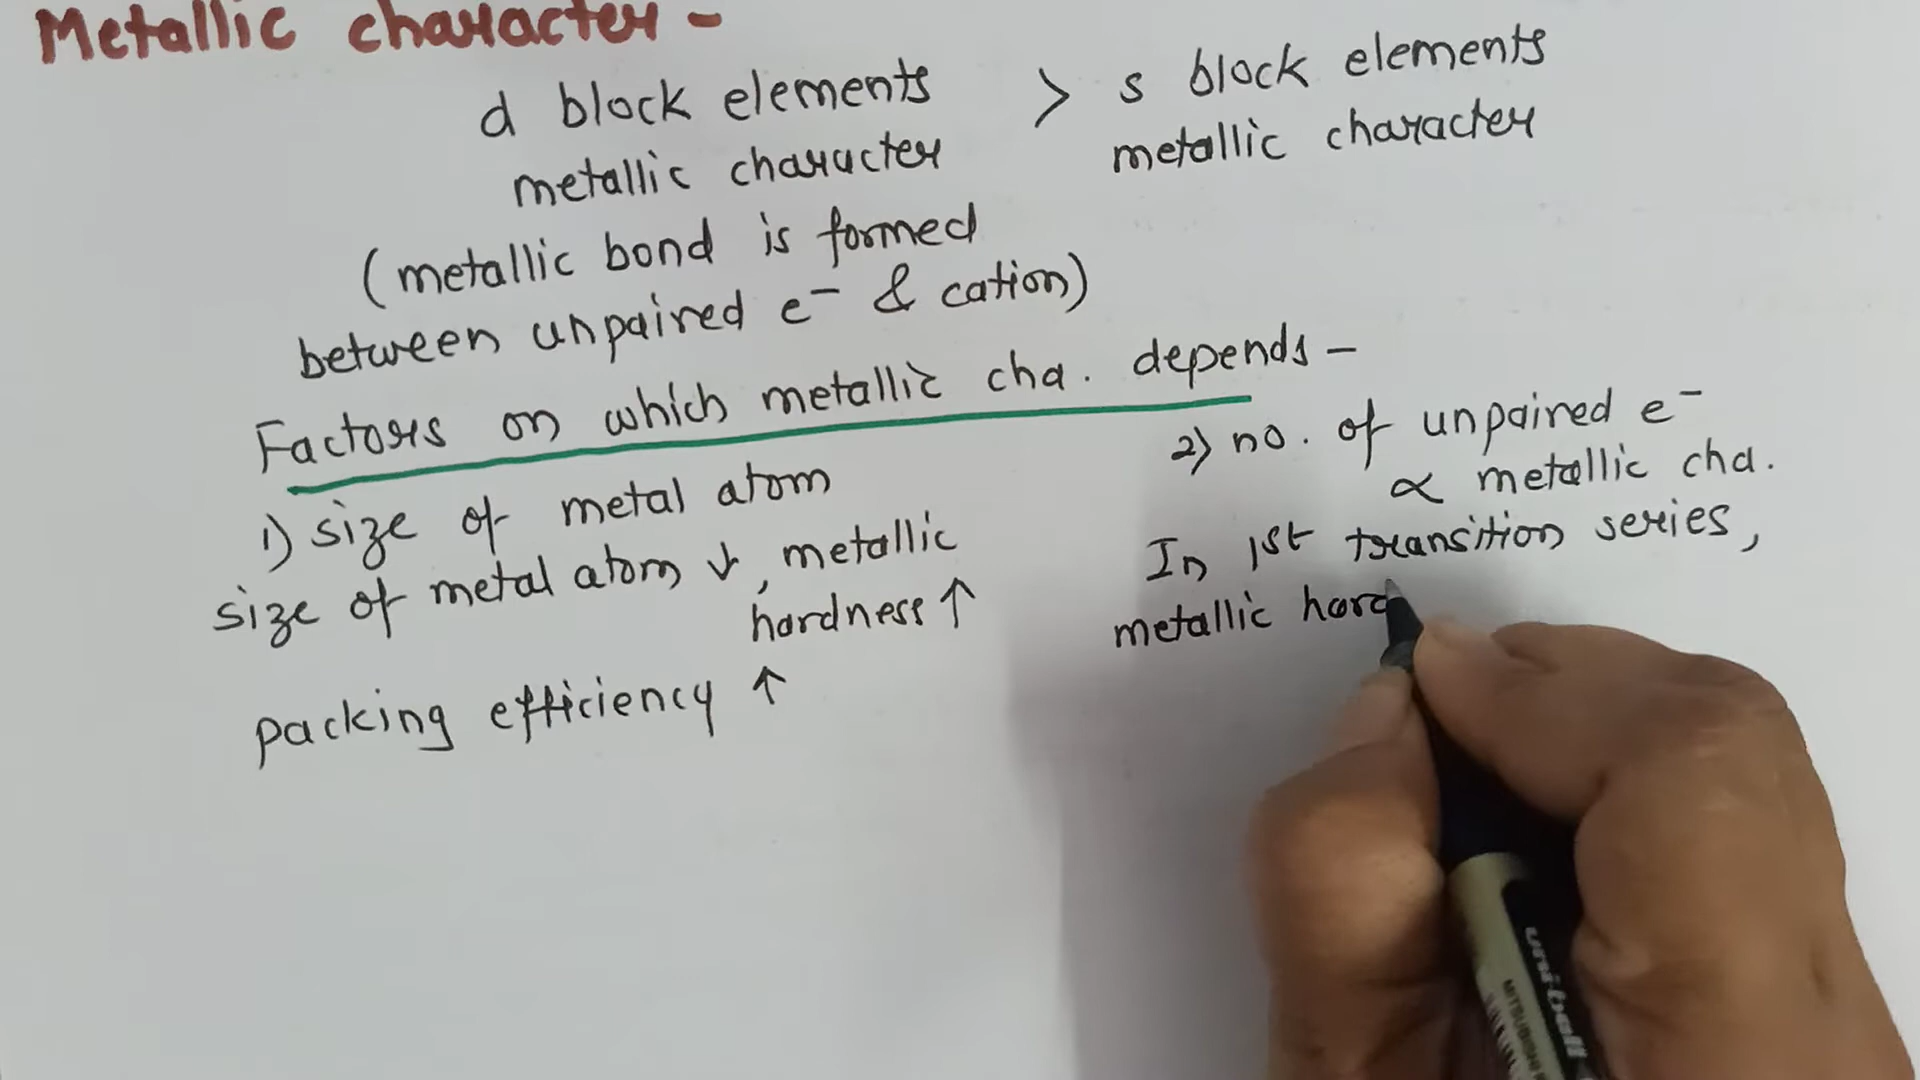 Metallic character -
d block elements > s block elements
metallic character metallic character
(metallic bond is formed
between unpaired e⁻ & cation)
Factors on which metallic cha. depends -
1) size of metal atom
size of metal atom ↓, metallic
hardness ↑
packing efficiency ↑
2) no. of unpaired e⁻
∝ metallic cha.
In 1st transition series,
metallic hard
uni-ball